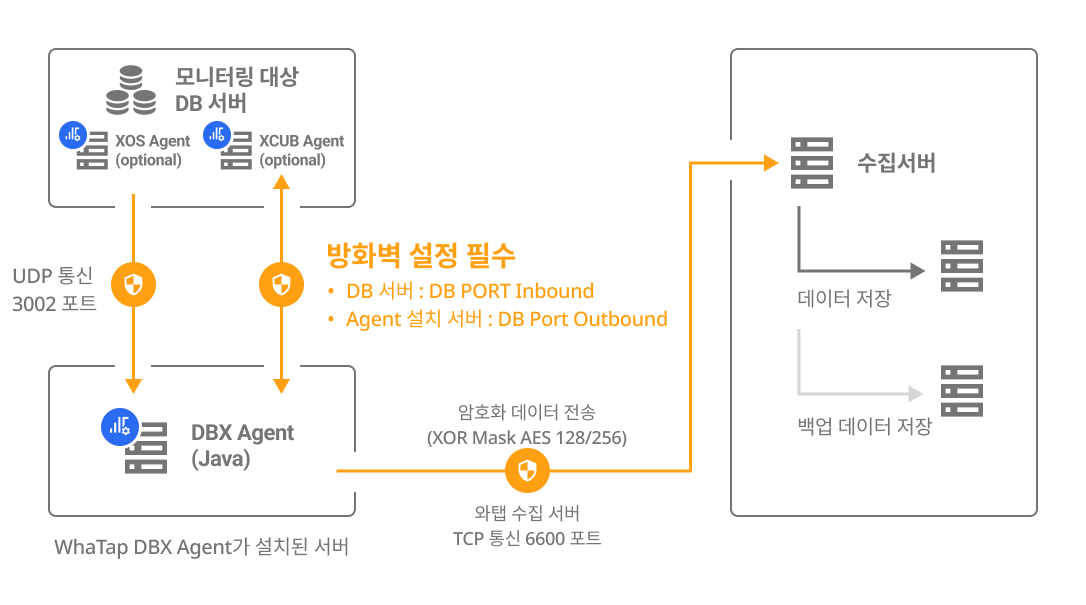 모니터링 대상
DB 서버
XOS Agent
(optional)
XCUB Agent
(optional)
UDP 통신
3002 포트
방화벽 설정 필수
• DB 서버 : DB PORT Inbound
• Agent 설치 서버 : DB Port Outbound
DBX Agent
(Java)
WhaTap DBX Agent가 설치된 서버
암호화 데이터 전송
(XOR Mask AES 128/256)
와탭 수집 서버
TCP 통신 6600 포트
수집서버
데이터 저장
백업 데이터 저장